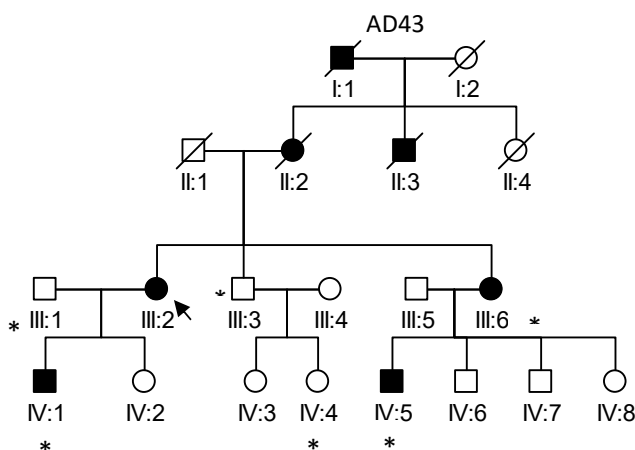 AD43
I:1 I:2
II:1 II:2 II:3 II:4
*
* III:1 III:2 III:3 III:4 III:5 III:6 *
IV:1 IV:2 IV:3 IV:4 IV:5 IV:6 IV:7 IV:8
* * *